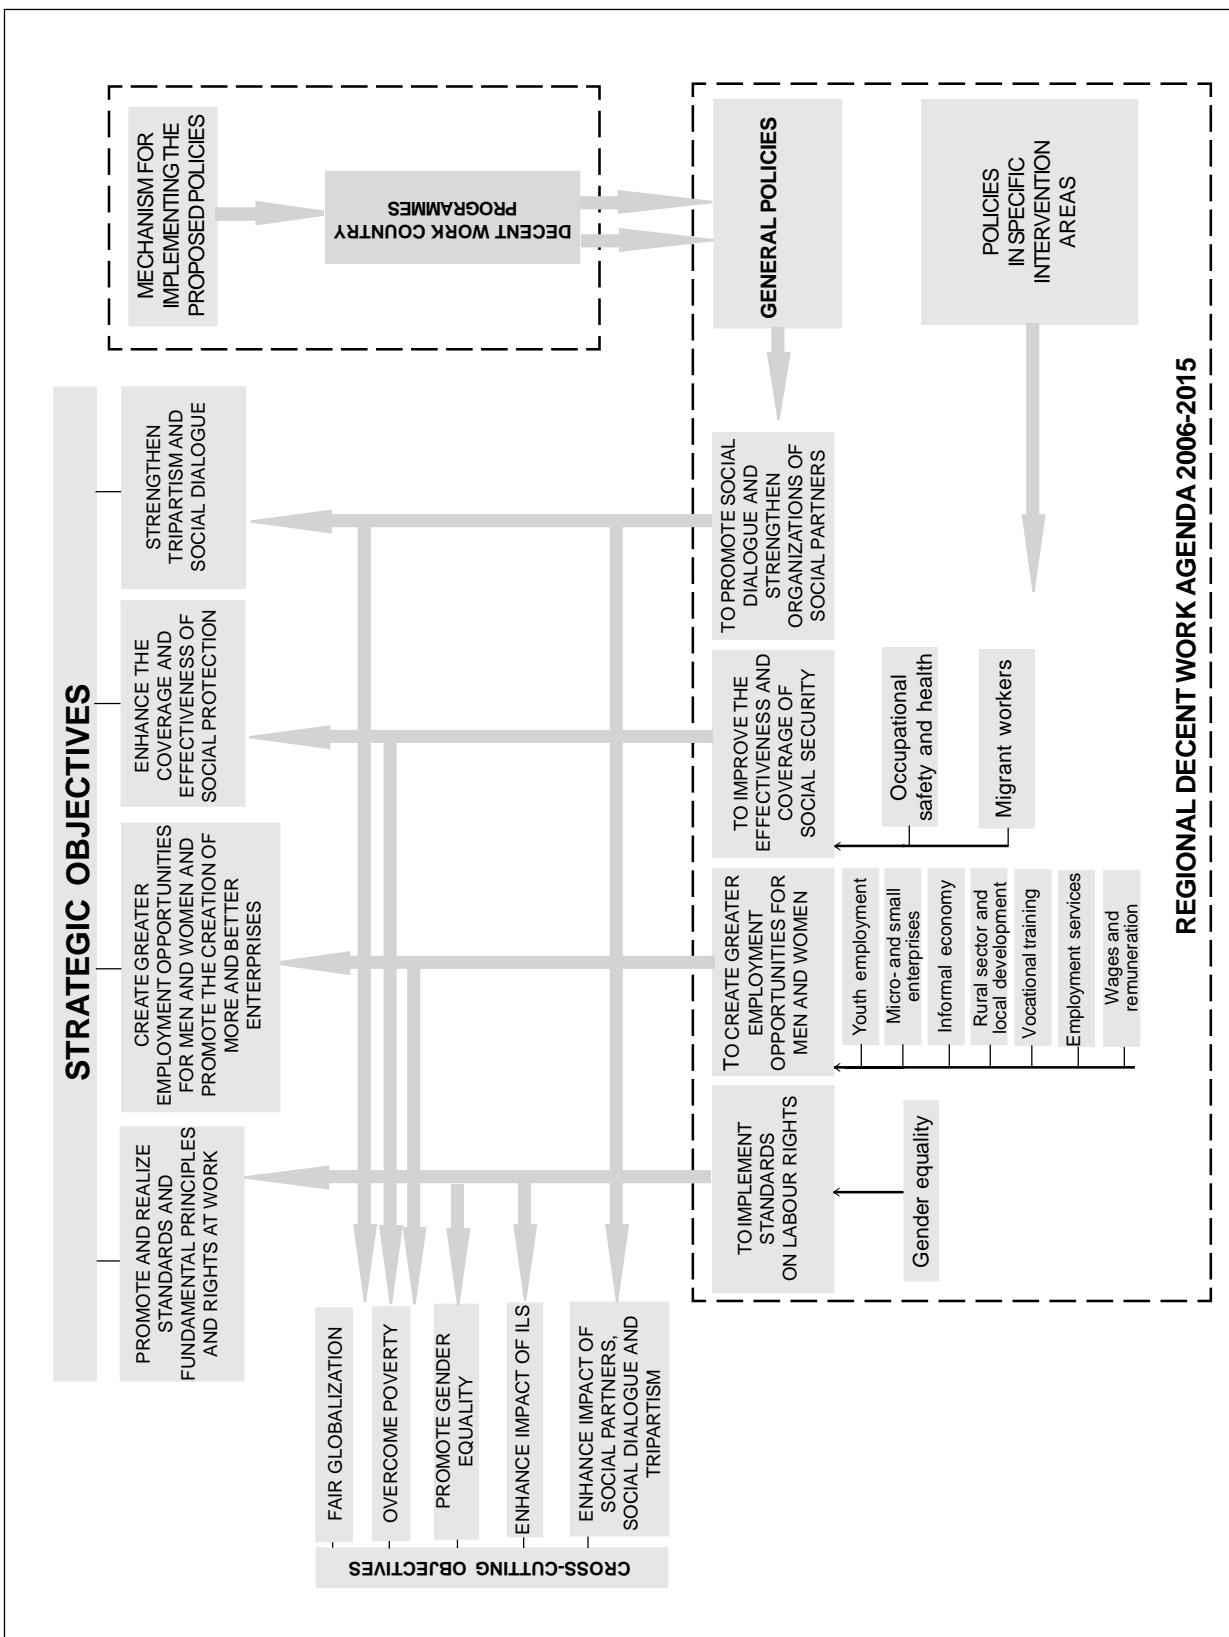 STRATEGIC OBJECTIVES
PROMOTE AND REALIZE
STANDARDS AND
FUNDAMENTAL PRINCIPLES
AND RIGHTS AT WORK
CREATE GREATER
EMPLOYMENT OPPORTUNITIES
FOR MEN AND WOMEN AND
PROMOTE THE CREATION OF
MORE AND BETTER
ENTERPRISES
ENHANCE THE
COVERAGE AND
EFFECTIVENESS OF
SOCIAL PROTECTION
STRENGTHEN
TRIPARTISM AND
SOCIAL DIALOGUE
MECHANISM FOR
IMPLEMENTING THE
PROPOSED POLICIES
DECENT WORK COUNTRY
PROGRAMMES
CROSS-CUTTING OBJECTIVES
FAIR GLOBALIZATION
OVERCOME POVERTY
PROMOTE GENDER
EQUALITY
ENHANCE IMPACT OF ILS
ENHANCE IMPACT OF
SOCIAL PARTNERS,
SOCIAL DIALOGUE AND
TRIPARTISM
TO IMPLEMENT
STANDARDS
ON LABOUR RIGHTS
TO CREATE GREATER
EMPLOYMENT
OPPORTUNITIES FOR
MEN AND WOMEN
TO IMPROVE THE
EFFECTIVENESS AND
COVERAGE OF
SOCIAL SECURITY
TO PROMOTE SOCIAL
DIALOGUE AND
STRENGTHEN
ORGANIZATIONS OF
SOCIAL PARTNERS
GENERAL POLICIES
Gender equality
Youth employment
Micro- and small
enterprises
Informal economy
Rural sector and
local development
Vocational training
Employment services
Wages and
remuneration
Occupational
safety and health
Migrant workers
POLICIES
IN SPECIFIC
INTERVENTION
AREAS
REGIONAL DECENT WORK AGENDA 2006-2015